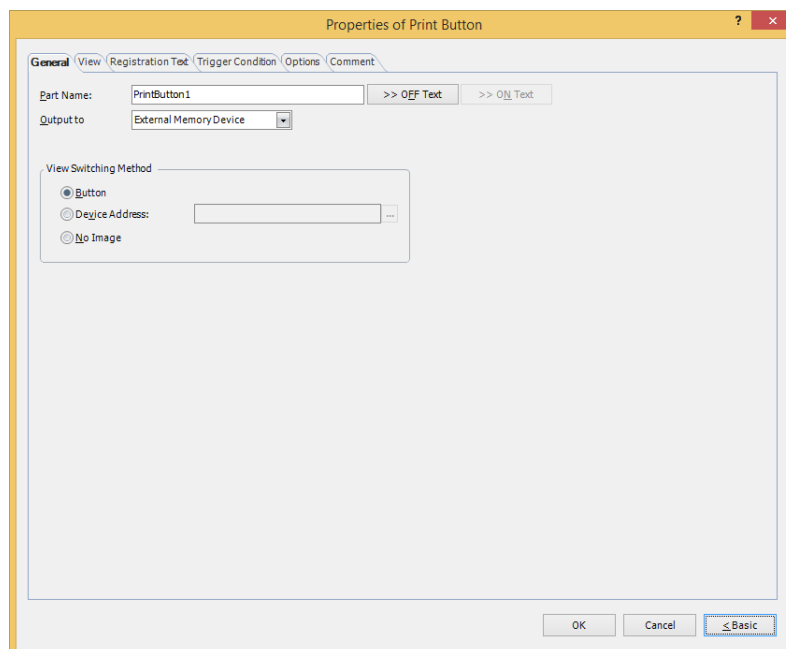 Properties of Print Button ? ×
General View Registration Text Trigger Condition Options Comment
Part Name: PrintButton1 >> OFF Text >> ON Text
Output to External Memory Device
View Switching Method
Button
Device Address: ...
No Image
OK Cancel < Basic